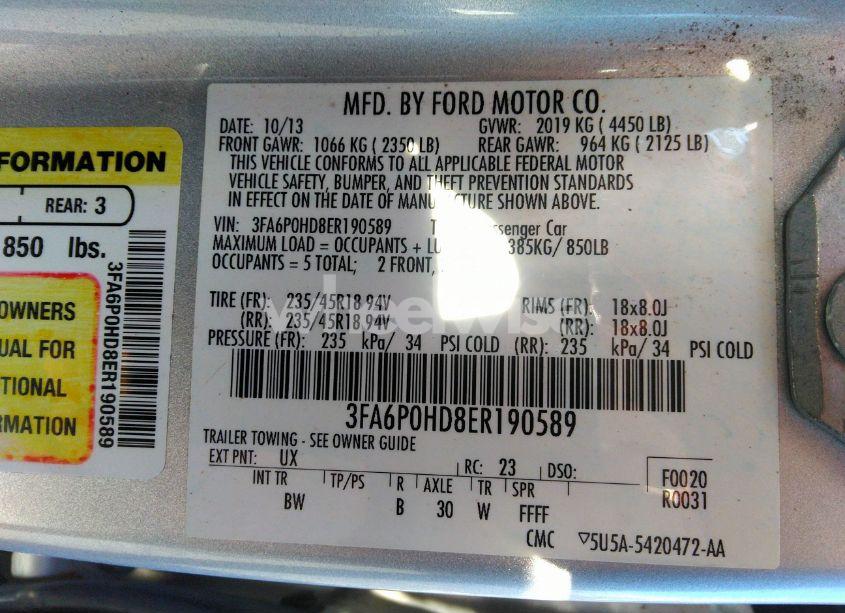 FORMATION
REAR: 3
850 lbs.
OWNERS
UAL FOR
TIONAL
RMATION
3FA6P0HD8ER190589
MFD. BY FORD MOTOR CO.
DATE: 10/13 GVWR: 2019 KG ( 4450 LB)
FRONT GAWR: 1066 KG ( 2350 LB) REAR GAWR: 964 KG ( 2125 LB)
THIS VEHICLE CONFORMS TO ALL APPLICABLE FEDERAL MOTOR
VEHICLE SAFETY, BUMPER, AND THEFT PREVENTION STANDARDS
IN EFFECT ON THE DATE OF MANUFACTURE SHOWN ABOVE.
VIN: 3FA6P0HD8ER190589 Passenger Car
MAXIMUM LOAD = OCCUPANTS + 385KG/ 850LB
OCCUPANTS = 5 TOTAL; 2 FRONT,
TIRE (FR): 235/45R18 94V RIMS (FR): 18x8.0J
(RR): 235/45R18 94V (RR): 18x8.0J
PRESSURE (FR): 235 kPa/ 34 PSI COLD (RR): 235 kPa/ 34 PSI COLD
3FA6P0HD8ER190589
TRAILER TOWING - SEE OWNER GUIDE
EXT PNT: UX RC: 23 DSO: F0020
INT TR TP/PS R AXLE TR SPR R0031
BW B 30 W FFFF
CMC 5U5A-5420472-AA